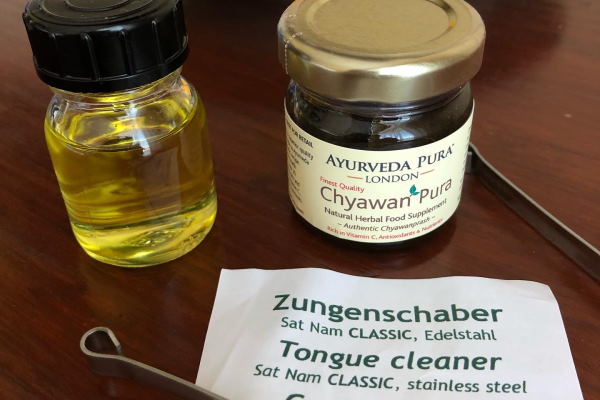 AYURVEDA PURA
LONDON
Finest Quality
Chyawan Pura
Natural Herbal Food Supplement
~ Authentic Chyawanprash ~
Rich in Vitamin C, Antioxidants & Nutrients
Zungenschaber
Sat Nam CLASSIC, Edelstahl
Tongue cleaner
Sat Nam CLASSIC, stainless steel